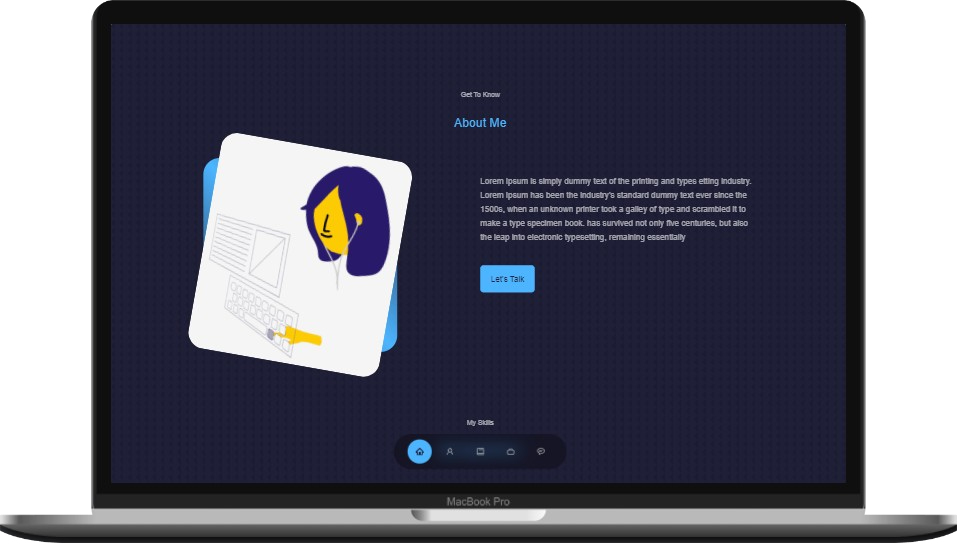 Get To Know
About Me
Lorem Ipsum is simply dummy text of the printing and types etting industry.
Lorem Ipsum has been the industry's standard dummy text ever since the
1500s, when an unknown printer took a galley of type and scrambled it to
make a type specimen book. has survived not only five centuries, but also
the leap into electronic typesetting, remaining essentially
Let's Talk
My Skills
MacBook Pro